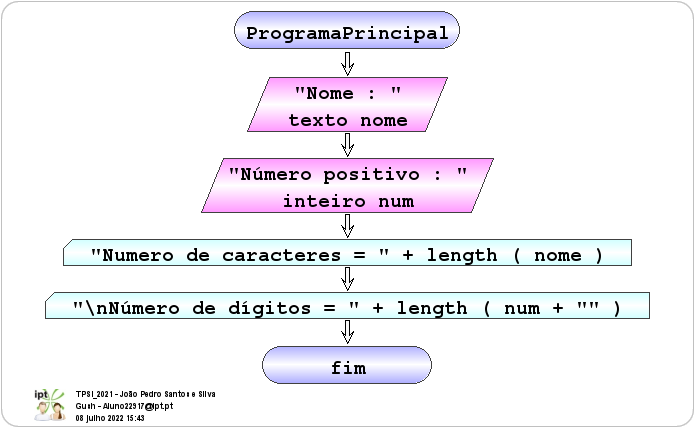 ProgramaPrincipal
"Nome : "
texto nome
"Número positivo : "
inteiro num
"Numero de caracteres = " + length ( nome )
"\nNúmero de dígitos = " + length ( num + "" )
fim
ipt
TPSI_2021 - João Pedro Santos e Silva
Gush - Aluno22917@ipt.pt
08 julho 2022 15:43